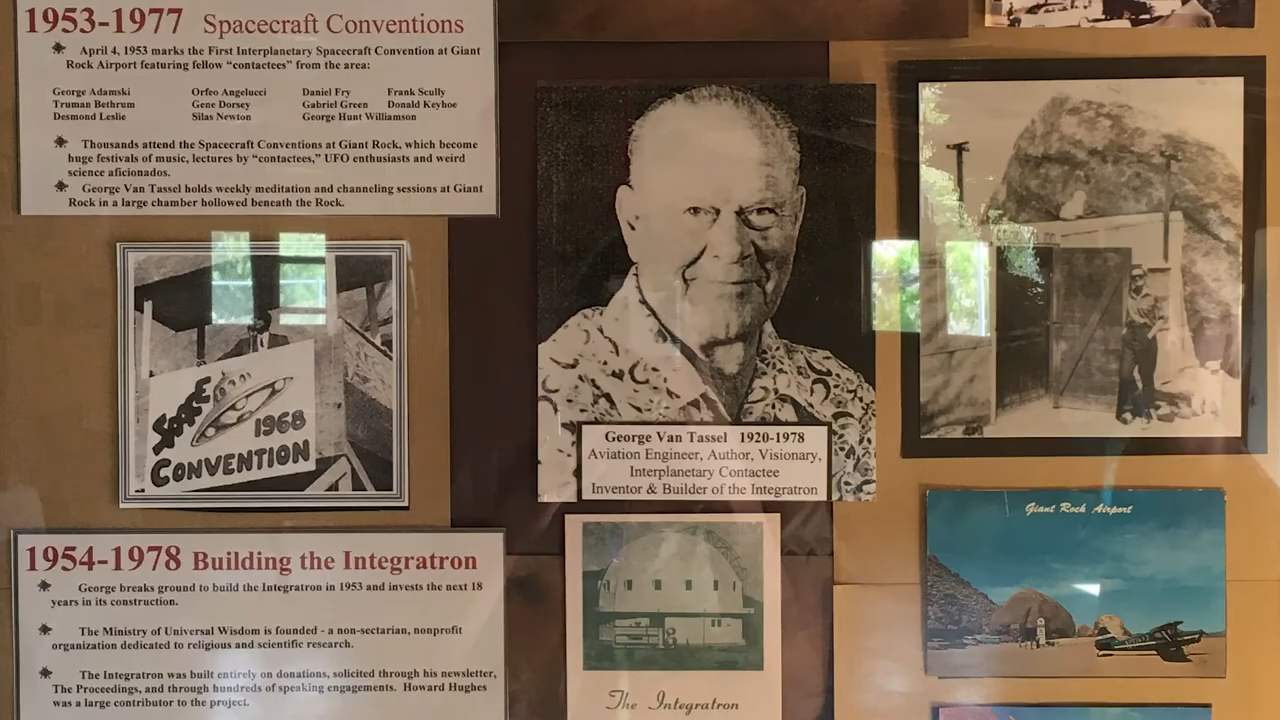 1953-1977 Spacecraft Conventions
April 4, 1953 marks the First Interplanetary Spacecraft Convention at Giant
Rock Airport featuring fellow “contactees” from the area:
George Adamski Orfeo Angelucci Daniel Fry Frank Scully
Truman Bethrum Gene Dorsey Gabriel Green Donald Keyhoe
Desmond Leslie Silas Newton George Hunt Williamson
Thousands attend the Spacecraft Conventions at Giant Rock, which become
huge festivals of music, lectures by “contactees,” UFO enthusiasts and weird
science aficionados.
George Van Tassel holds weekly meditation and channeling sessions at Giant
Rock in a large chamber hollowed beneath the Rock.
SPACE
1968
CONVENTION
George Van Tassel 1920-1978
Aviation Engineer, Author, Visionary,
Interplanetary Contactee
Inventor & Builder of the Integratron
Giant Rock Airport
1954-1978 Building the Integratron
George breaks ground to build the Integratron in 1953 and invests the next 18
years in its construction.
The Ministry of Universal Wisdom is founded - a non-sectarian, nonprofit
organization dedicated to religious and scientific research.
The Integratron was built entirely on donations, solicited through his newsletter,
The Proceedings, and through hundreds of speaking engagements. Howard Hughes
was a large contributor to the project.
The Integratron